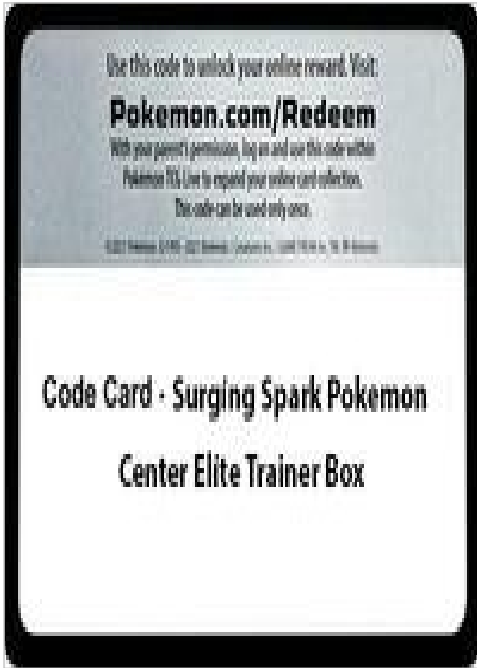 Use this code to unlock your online reward. Visit:
Pokemon.com/Redeem
With your parent's permission, log on and use this code within
Pokémon TCG Live to expand your online card collection.
This code can be used only once.
Code Card - Surging Spark Pokemon
Center Elite Trainer Box